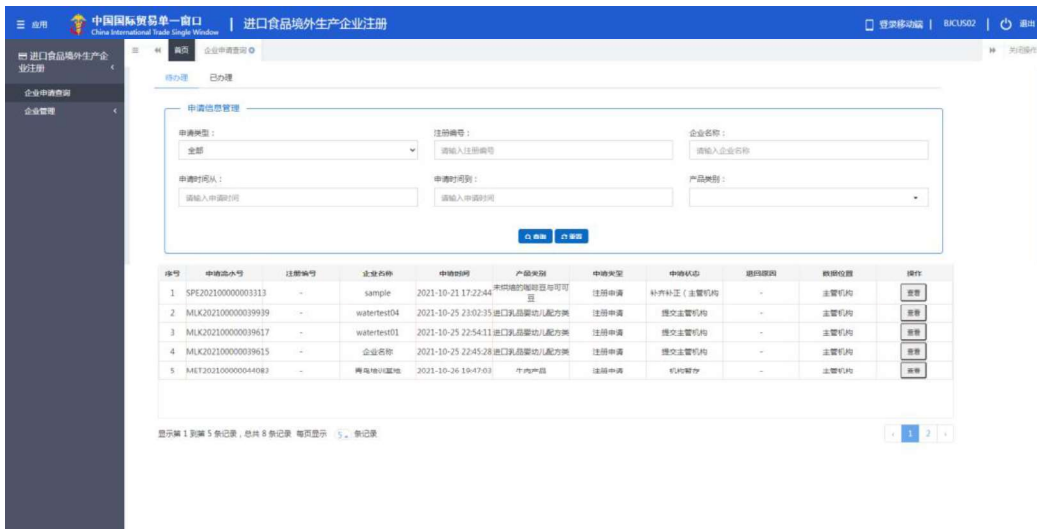 应用
中国国际贸易单一窗口
China International Trade Single Window
进口食品境外生产企业注册
登录移动端
BJCUS02
退出
进口食品境外生产企
业注册
企业申请查询
企业管理
首页
企业申请查询
关闭操作
待办理
已办理
申请信息管理
申请类型：
注册编号：
企业名称：
全部
请输入注册编号
请输入企业名称
申请时间从：
申请时间到：
产品类别：
请输入申请时间
请输入申请时间
查询
重置
序号 申请流水号 注册编号 企业名称 申请时间 产品类别 申请类型 申请状态 退回原因 数据位置 操作
1 SPE202100000003313 - sample 2021-10-21 17:22:44 未烘焙的咖啡豆与可可豆 注册申请 补充补正（主管机构 - 主管机构 查看
2 MLK202100000039939 - watertest04 2021-10-25 23:02:35 进口乳品婴幼儿配方类 注册申请 提交主管机构 - 主管机构 查看
3 MLK202100000039617 - watertest01 2021-10-25 22:54:11 进口乳品婴幼儿配方类 注册申请 提交主管机构 - 主管机构 查看
4 MLK202100000039615 - 企业名称 2021-10-25 22:45:28 进口乳品婴幼儿配方类 注册申请 提交主管机构 - 主管机构 查看
5 MET202100000044083 - 青岛培训基地 2021-10-26 19:47:03 牛肉产品 注册申请 机构暂存 - 主管机构 查看
显示第 1 到第 5 条记录，总共 8 条记录 每页显示 5 条记录
‹ 1 2 ›